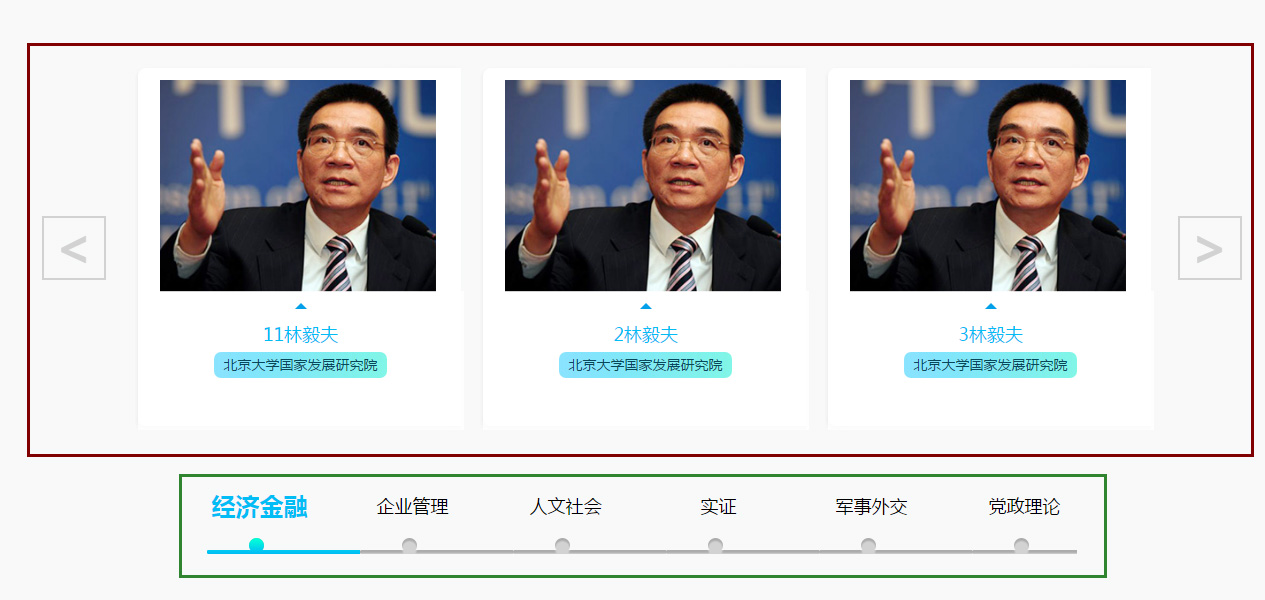 <
11林毅夫
北京大学国家发展研究院
2林毅夫
北京大学国家发展研究院
3林毅夫
北京大学国家发展研究院
>
经济金融 企业管理 人文社会 实证 军事外交 党政理论